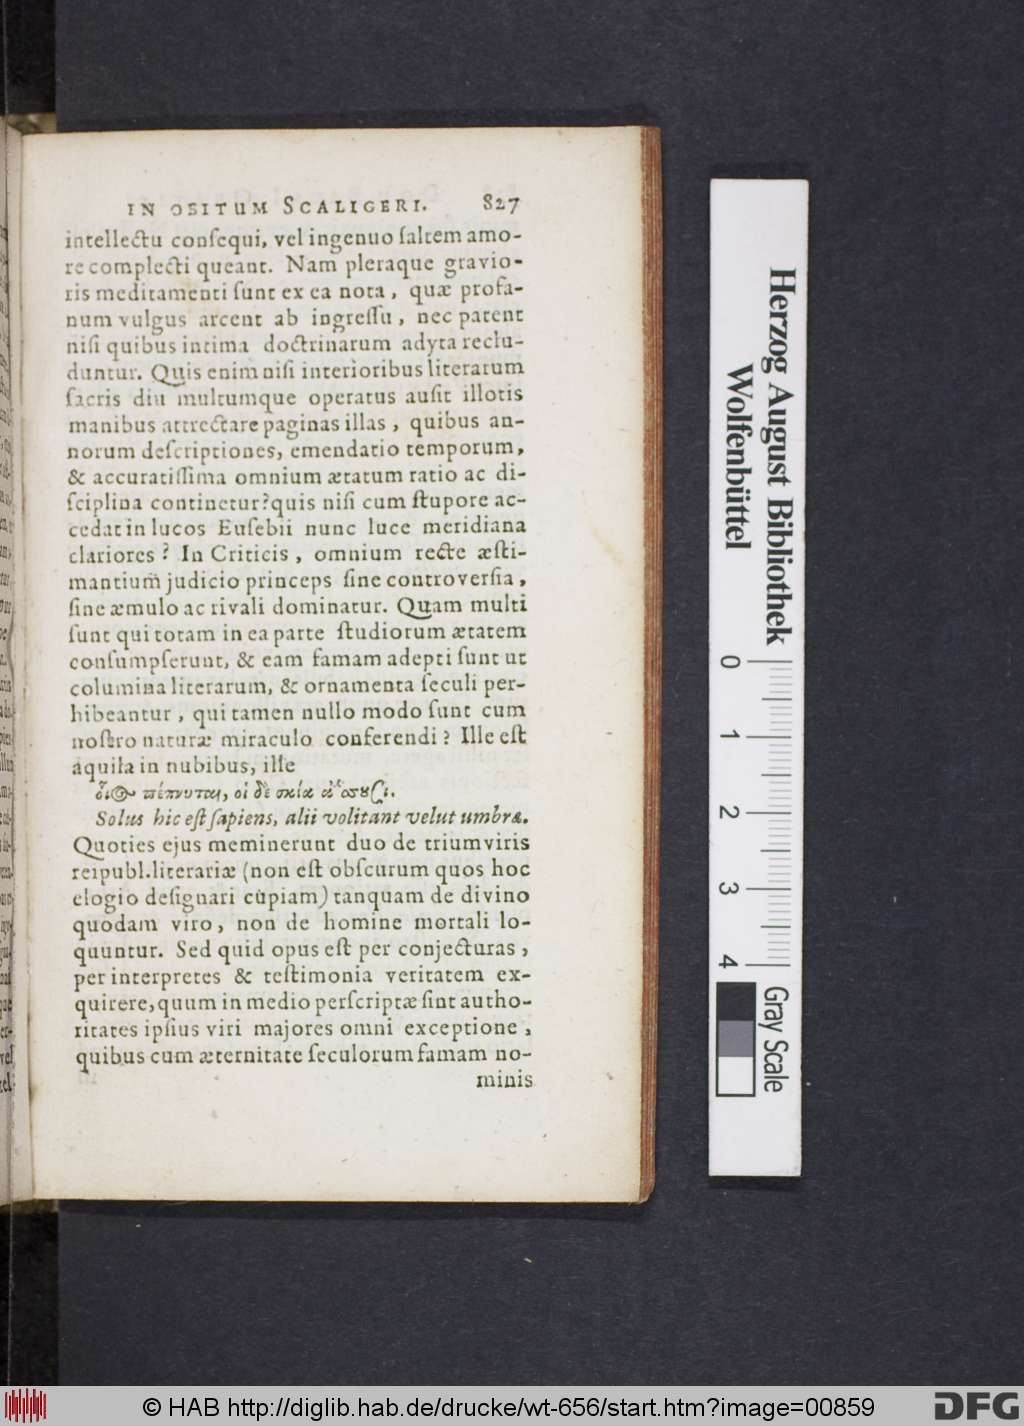 IN OBITUM SCALIGERI. 827
intellectu conſequi, vel ingenuo ſaltem amo-
re complecti queant. Nam pleraque gravio-
ris meditamenti ſunt ex ea nota, quæ profa-
num vulgus arcent ab ingreſſu, nec patent
niſi quibus intima doctrinarum adyta reclu-
duntur. Quis enim niſi interioribus literarum
ſacris diu multumque operatus auſit illotis
manibus attrectare paginas illas, quibus an-
norum deſcriptiones, emendatio temporum,
& accuratiſſima omnium ætatum ratio ac di-
ſciplina continetur? quis niſi cum ſtupore ac-
cedat in lucos Euſebii nunc luce meridiana
clariores? In Criticis, omnium recte æſti-
mantium judicio princeps ſine controverſia,
ſine æmulo ac rivali dominatur. Quam multi
ſunt qui totam in ea parte ſtudiorum ætatem
conſumpſerunt, & eam famam adepti ſunt ut
columina literarum, & ornamenta ſeculi per-
hibeantur, qui tamen nullo modo ſunt cum
noſtro naturæ miraculo conferendi? Ille eſt
aquila in nubibus, ille
οἶος πέπνυται, οἱ δὲ σκιαὶ ἀΐσσουσι.
Solus hic eſt ſapiens, alii volitant velut umbræ.
Quoties ejus meminerunt duo de triumviris
reipubl. literariæ (non eſt obſcurum quos hoc
elogio deſignari cupiam) tanquam de divino
quodam viro, non de homine mortali lo-
quuntur. Sed quid opus eſt per conjecturas,
per interpretes & teſtimonia veritatem ex-
quirere, quum in medio perſcriptæ ſint autho-
ritates ipſius viri majores omni exceptione,
quibus cum æternitate ſeculorum famam no-
minis
Herzog August Bibliothek
Wolfenbüttel
0 1 2 3 4
Gray Scale
© HAB http://diglib.hab.de/drucke/wt-656/start.htm?image=00859
DFG